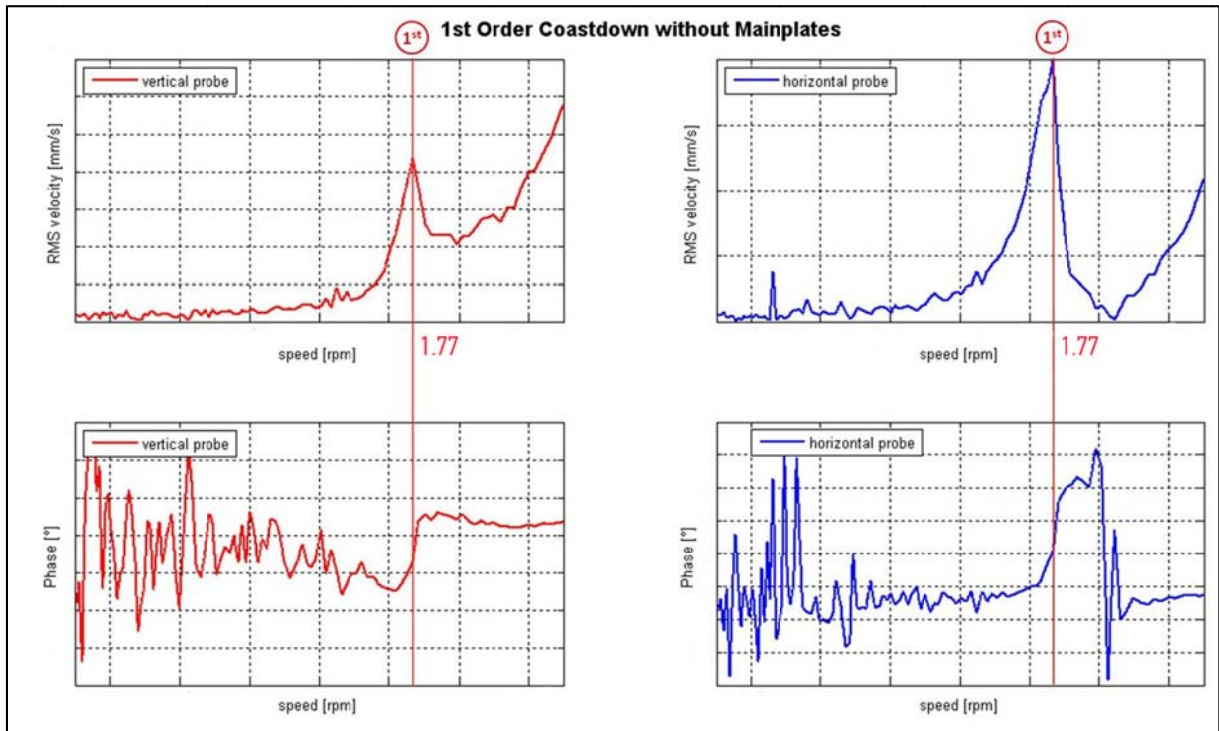 1st Order Coastdown without Mainplates
1st
1st
vertical probe
horizontal probe
RMS velocity [mm/s]
RMS velocity [mm/s]
speed [rpm]
1.77
speed [rpm]
1.77
vertical probe
horizontal probe
Phase [°]
Phase [°]
speed [rpm]
speed [rpm]